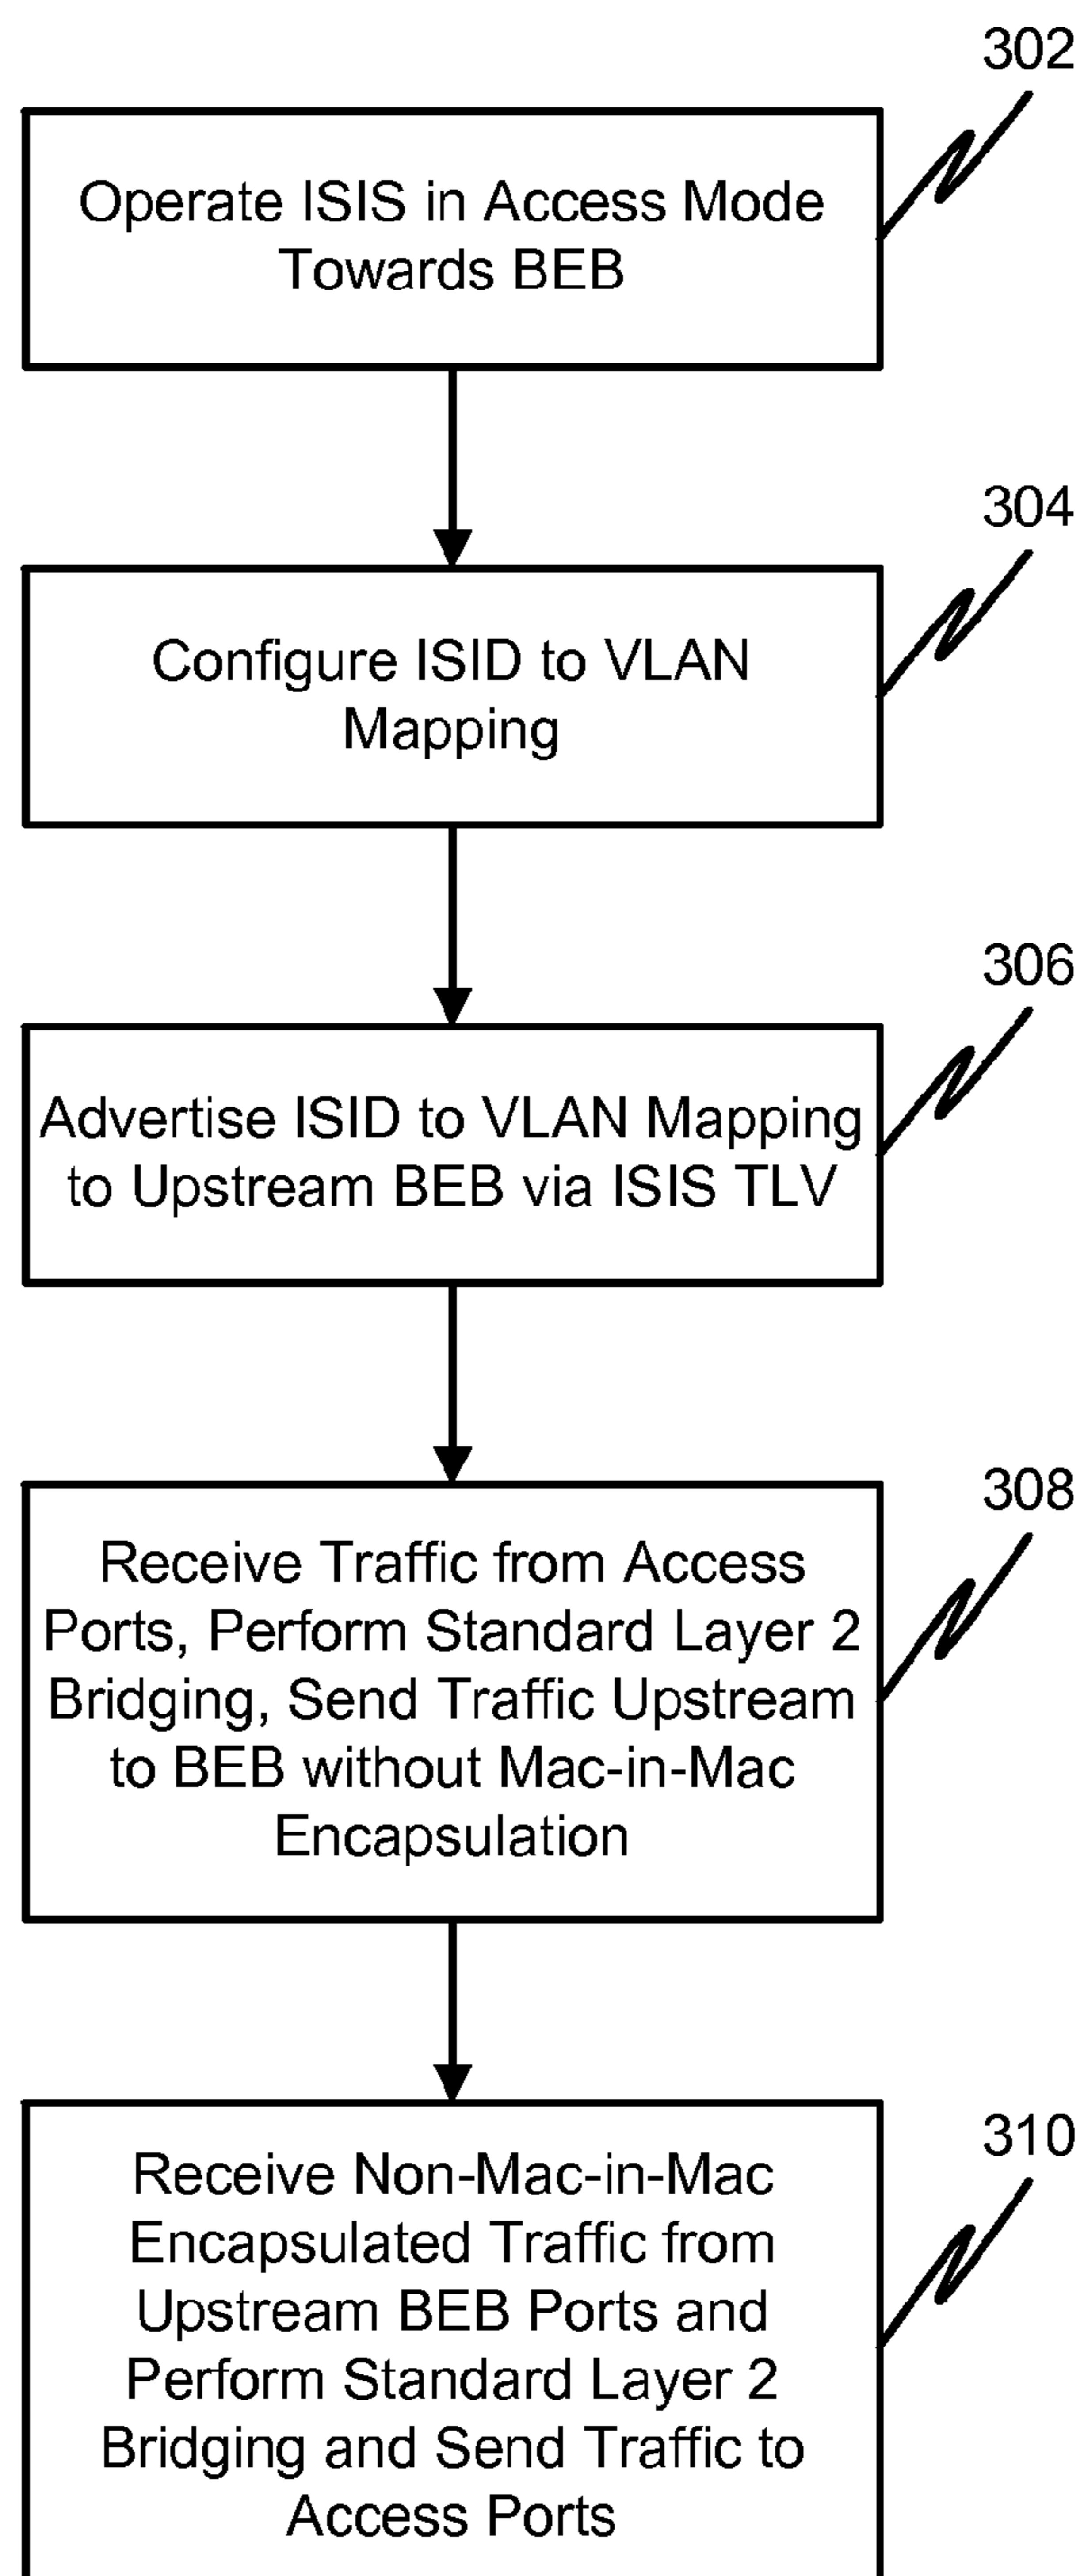 302
Operate ISIS in Access Mode
Towards BEB
304
Configure ISID to VLAN
Mapping
306
Advertise ISID to VLAN Mapping
to Upstream BEB via ISIS TLV
308
Receive Traffic from Access
Ports, Perform Standard Layer 2
Bridging, Send Traffic Upstream
to BEB without Mac-in-Mac
Encapsulation
310
Receive Non-Mac-in-Mac
Encapsulated Traffic from
Upstream BEB Ports and
Perform Standard Layer 2
Bridging and Send Traffic to
Access Ports